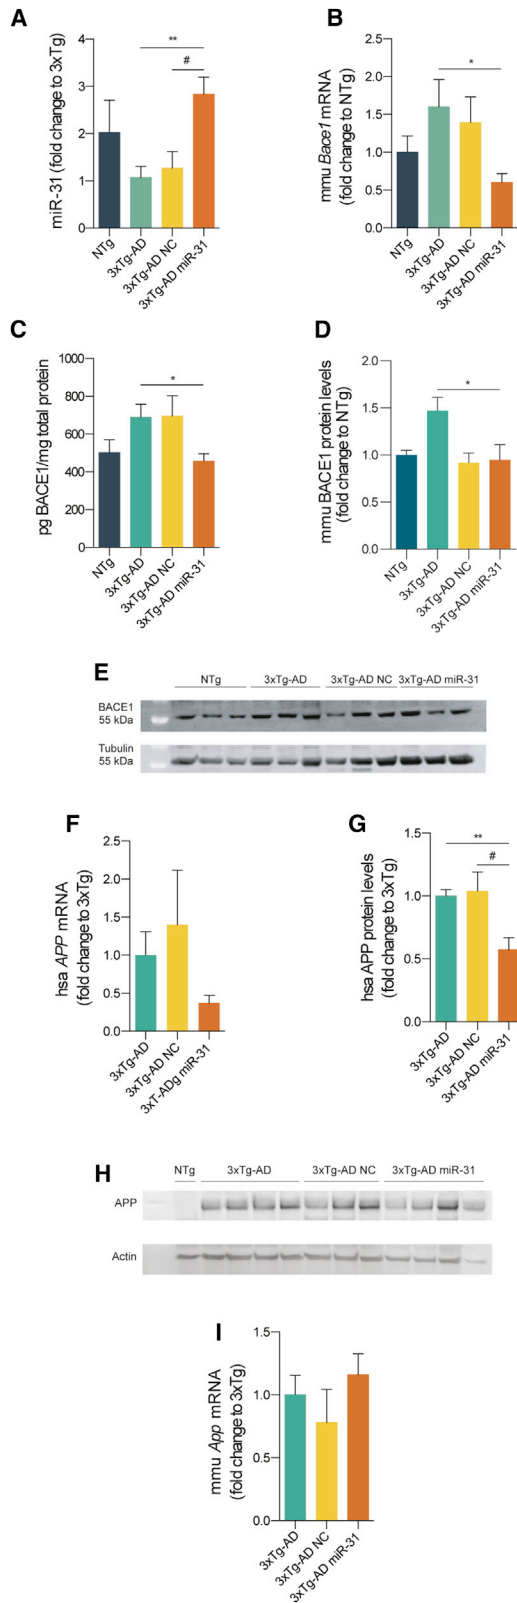 A
miR-31 (fold change to 3xTg)
4
3
2
1
0
**
#
NTg
3xTg-AD
3xTg-AD NC
3xTg-AD miR-31
B
mmu Bace1 mRNA
(fold change to NTg)
2.5
2.0
1.5
1.0
0.5
0.0
*
NTg
3xTg-AD
3xTg-AD NC
3xTg-AD miR-31
C
pg BACE1/mg total protein
1000
800
600
400
200
0
*
NTg
3xTg-AD
3xTg-AD NC
3xTg-AD miR-31
D
mmu BACE1 protein levels
(fold change to NTg)
2.0
1.5
1.0
0.5
0.0
*
NTg
3xTg-AD
3xTg-AD NC
3xTg-AD miR-31
E
NTg 3xTg-AD 3xTg-AD NC 3xTg-AD miR-31
BACE1
55 kDa
Tubulin
55 kDa
F
hsa APP mRNA
(fold change to 3xTg)
2.5
2.0
1.5
1.0
0.5
0.0
3xTg-AD
3xTg-AD NC
3xT-ADg miR-31
G
hsa APP protein levels
(fold change to 3xTg)
1.5
1.0
0.5
0.0
**
#
3xTg-AD
3xTg-AD NC
3xTg-AD miR-31
H
NTg 3xTg-AD 3xTg-AD NC 3xTg-AD miR-31
APP
Actin
I
mmu App mRNA
(fold change to 3xTg)
1.5
1.0
0.5
0.0
3xTg-AD
3xTg-AD NC
3xTg-AD miR-31